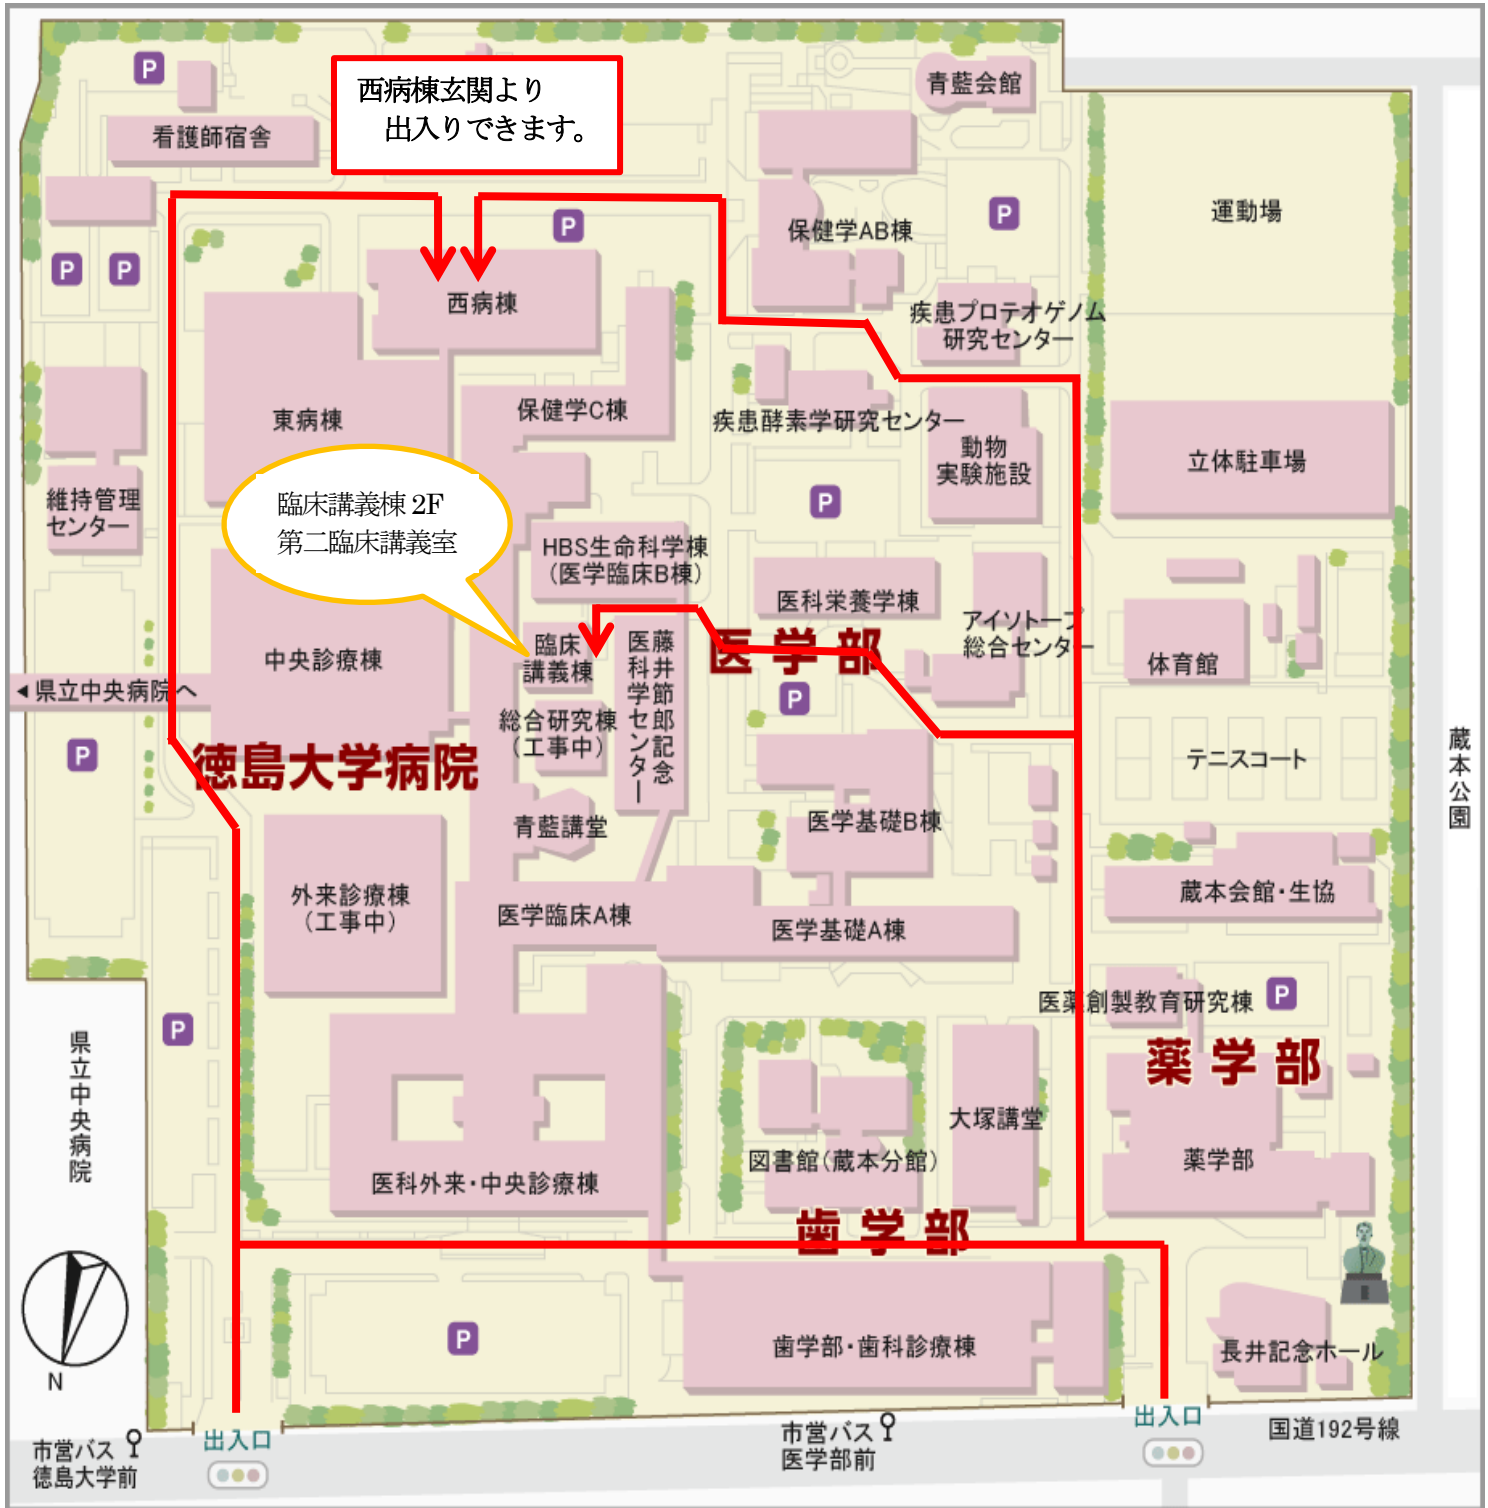 P
西病棟玄関より
出入りできます。
青藍会館
看護師宿舎
P
保健学AB棟
P
運動場
P
P
西病棟
疾患プロテオゲノム
研究センター
東病棟
保健学C棟
疾患酵素学研究センター
動物
実験施設
立体駐車場
維持管理
センター
臨床講義棟 2F
第二臨床講義室
P
HBS生命科学棟
(医学臨床B棟)
医科栄養学棟
アイソトープ
総合センター
体育館
中央診療棟
臨床
講義棟
藤井節郎記念
医科学センター
医学部
◀県立中央病院へ
P
総合研究棟
(工事中)
P
徳島大学病院
テニスコート
蔵本公園
青藍講堂
医学基礎B棟
外来診療棟
(工事中)
医学臨床A棟
医学基礎A棟
蔵本会館・生協
P
医薬創製教育研究棟
P
県立中央病院
薬学部
大塚講堂
図書館(蔵本分館)
薬学部
医科外来・中央診療棟
歯学部
P
歯学部・歯科診療棟
長井記念ホール
N
出入口
市営バス
徳島大学前
市営バス
医学部前
出入口
国道192号線